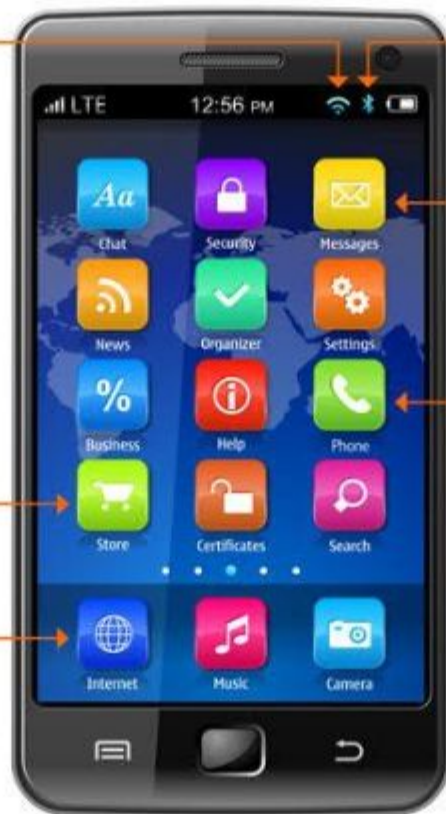 LTE 12:56 PM
Aa
Chat Security Messages
News Organizer Settings
%
Business Help Phone
Store Certificates Search
Internet Music Camera